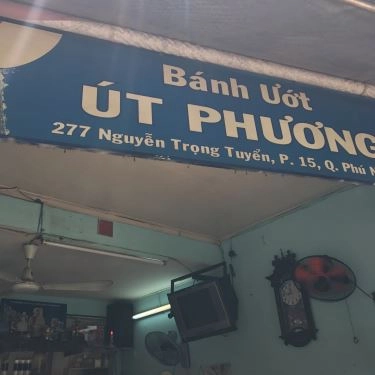 Bánh Ướt
ÚT PHƯƠNG
277 Nguyễn Trọng Tuyển, P. 15, Q. Phú